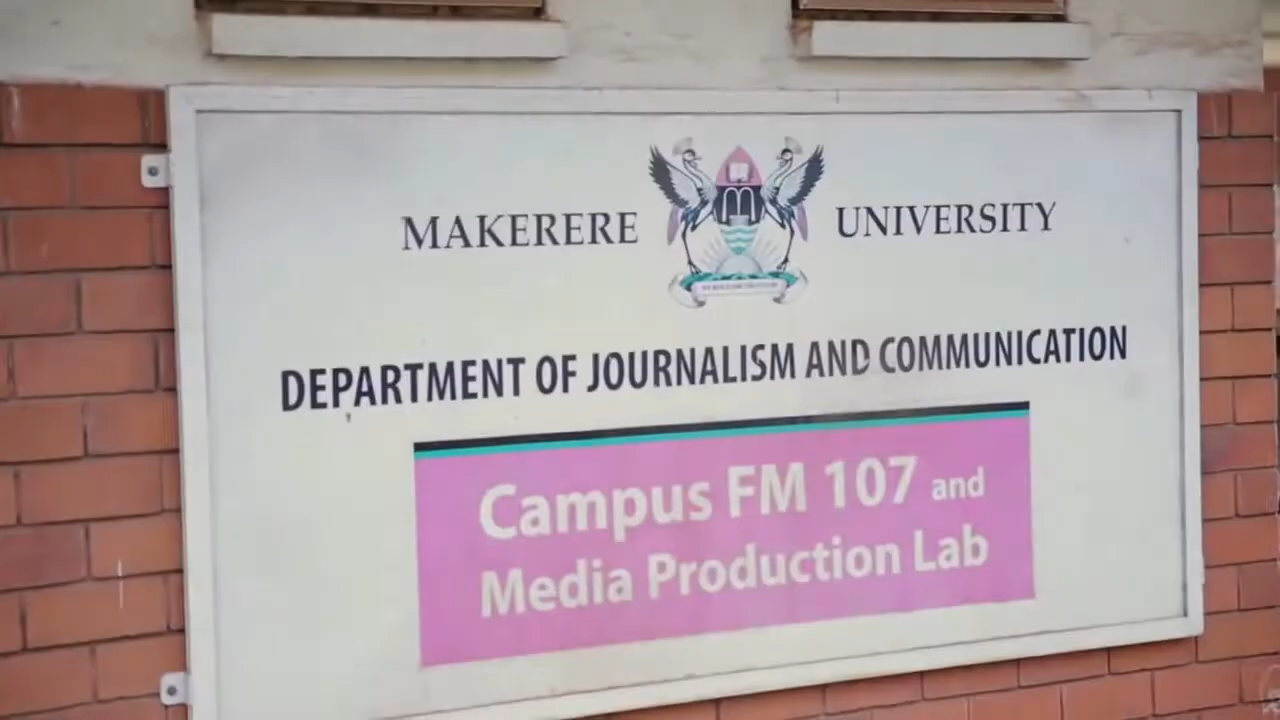 MAKERERE UNIVERSITY
DEPARTMENT OF JOURNALISM AND COMMUNICATION
Campus FM 107 and
Media Production Lab